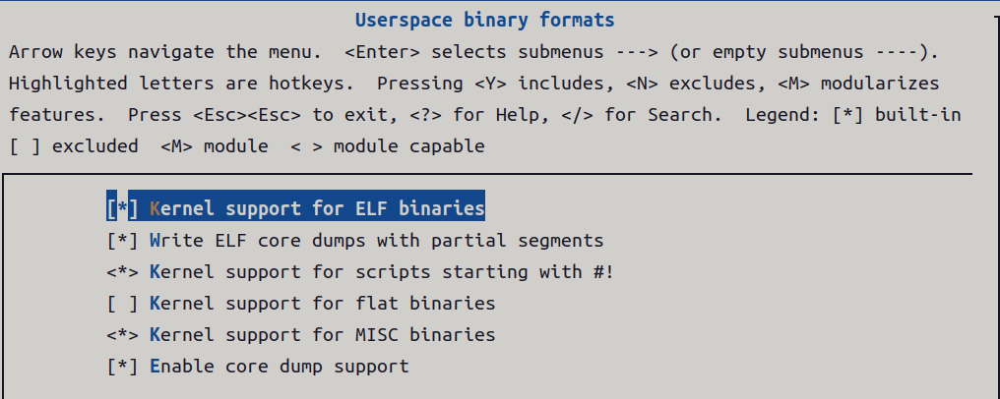 Userspace binary formats
Arrow keys navigate the menu.  <Enter> selects submenus ---> (or empty submenus ----).
Highlighted letters are hotkeys.  Pressing <Y> includes, <N> excludes, <M> modularizes
features.  Press <Esc><Esc> to exit, <?> for Help, </> for Search.  Legend: [*] built-in
[ ] excluded  <M> module  < > module capable
[*] Kernel support for ELF binaries
[*] Write ELF core dumps with partial segments
<*> Kernel support for scripts starting with #!
[ ] Kernel support for flat binaries
<*> Kernel support for MISC binaries
[*] Enable core dump support